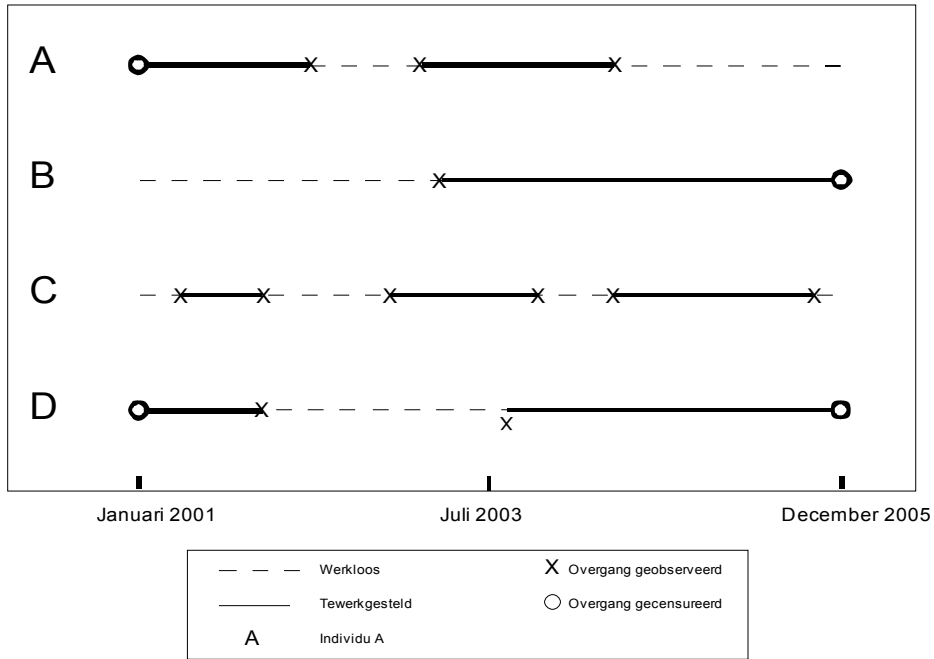 A
B
C
D
Januari 2001 Juli 2003 December 2005
Werkloos X Overgang geobserveerd
Tewerkgesteld Overgang gecensureerd
A Individu A